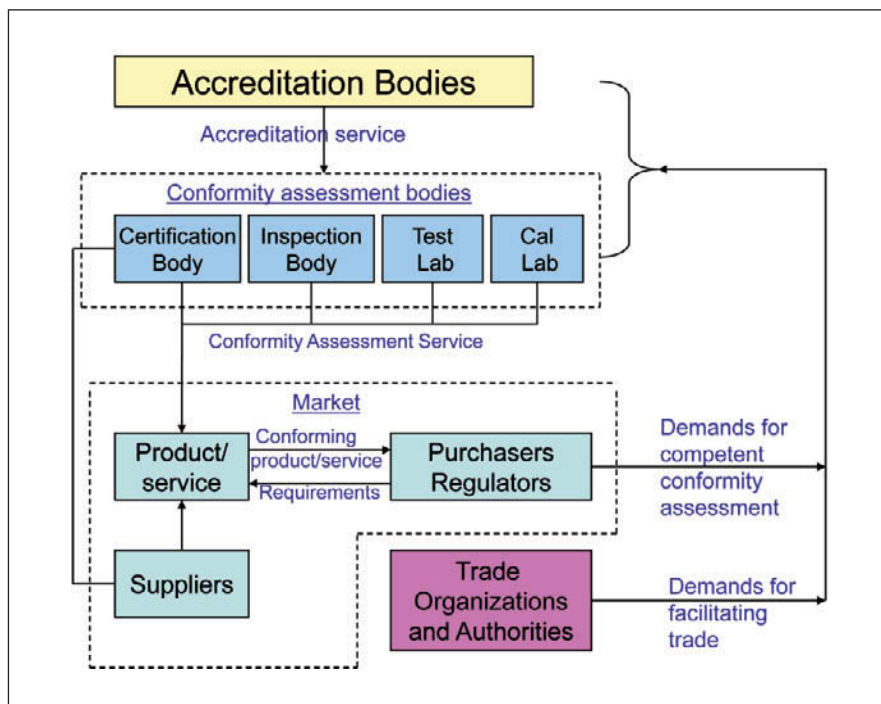 Accreditation Bodies
Accreditation service
Conformity assessment bodies
Certification
Body
Inspection
Body
Test
Lab
Cal
Lab
Conformity Assessment Service
Market
Product/
service
Conforming
product/service
Requirements
Purchasers
Regulators
Demands for
competent
conformity
assessment
Suppliers
Trade
Organizations
and Authorities
Demands for
facilitating
trade